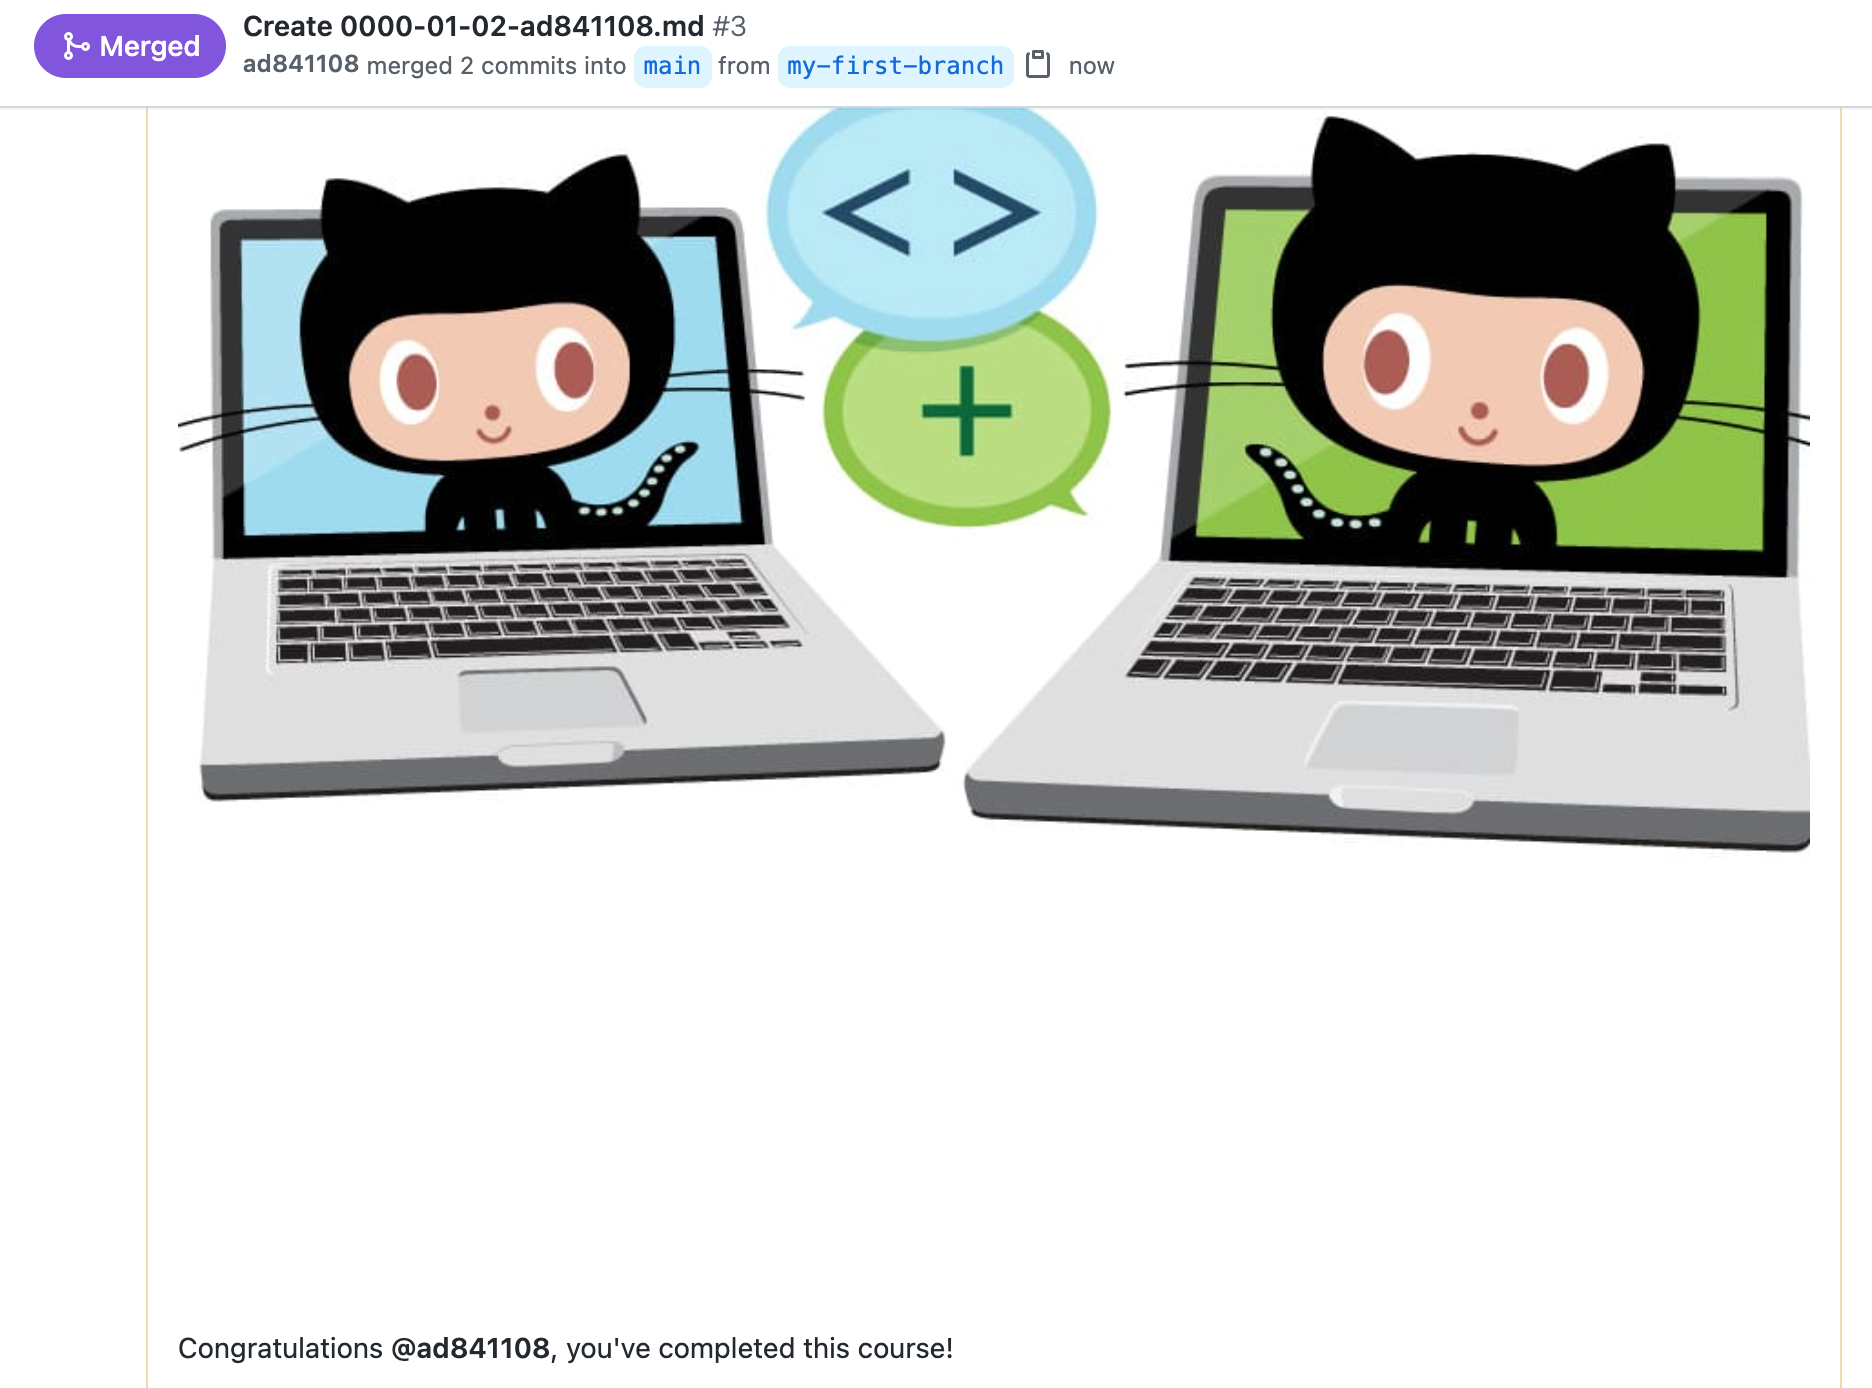 Merged
Create 0000-01-02-ad841108.md #3
ad841108 merged 2 commits into main from my-first-branch now
<>
+
Congratulations @ad841108, you've completed this course!